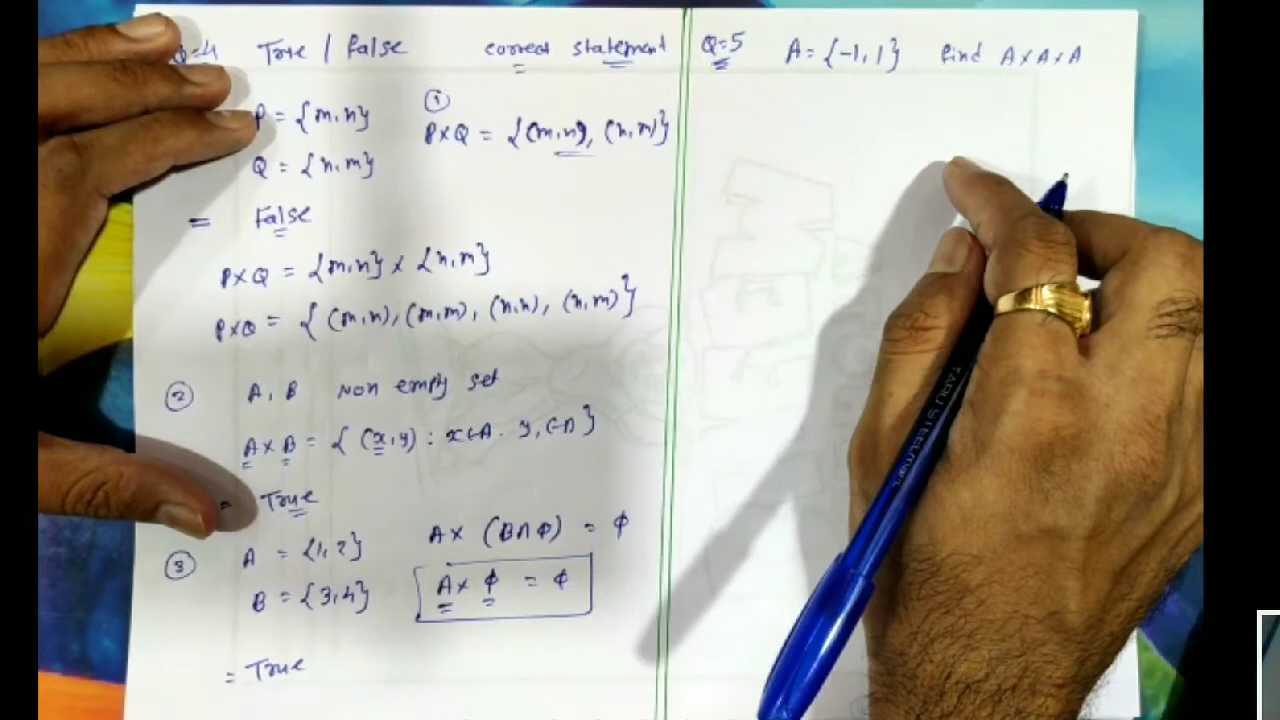 Q=4 True / False correct statement
P = {m,n}
①
P×Q = {(m,n), (n,m)}
Q = {n,m}
= False
P×Q = {m,n} × {n,m}
P×Q = { (m,n), (m,m), (n,n), (n,m) }
② A, B Non empty set
A × B = { (x,y) :
= True
③ A = {1,2} A× (B∩φ) = φ
B = {3,4} A× φ = φ
= True
Q=5 A = {-1,1} find A×A×A